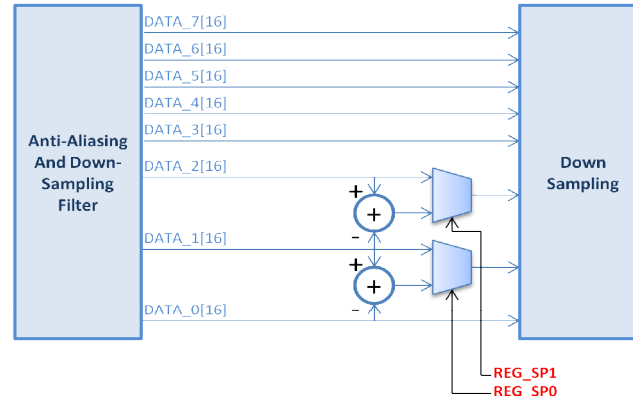 DATA_7[16]
DATA_6[16]
DATA_5[16]
DATA_4[16]
DATA_3[16]
Anti-Aliasing
And Down-
Sampling
Filter
DATA_2[16]
Down
Sampling
+
+
-
DATA_1[16]
+
+
-
DATA_0[16]
REG_SP1
REG_SP0